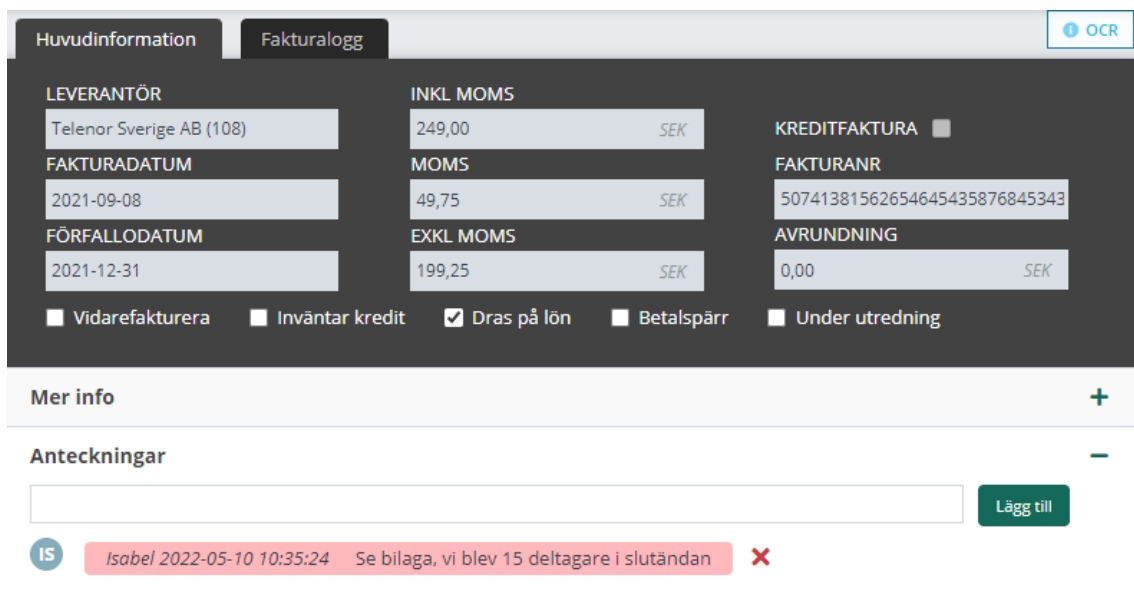 Huvudinformation Fakturalogg OCR
LEVERANTÖR INKL MOMS
Telenor Sverige AB (108) 249,00 SEK KREDITFAKTURA
FAKTURADATUM MOMS FAKTURANR
2021-09-08 49,75 SEK 50741381562654645435876845343
FÖRFALLODATUM EXKL MOMS AVRUNDNING
2021-12-31 199,25 SEK 0,00 SEK
Vidarefakturera Inväntar kredit Dras på lön Betalspärr Under utredning
Mer info
Anteckningar
Lägg till
IS Isabel 2022-05-10 10:35:24 Se bilaga, vi blev 15 deltagare i slutändan